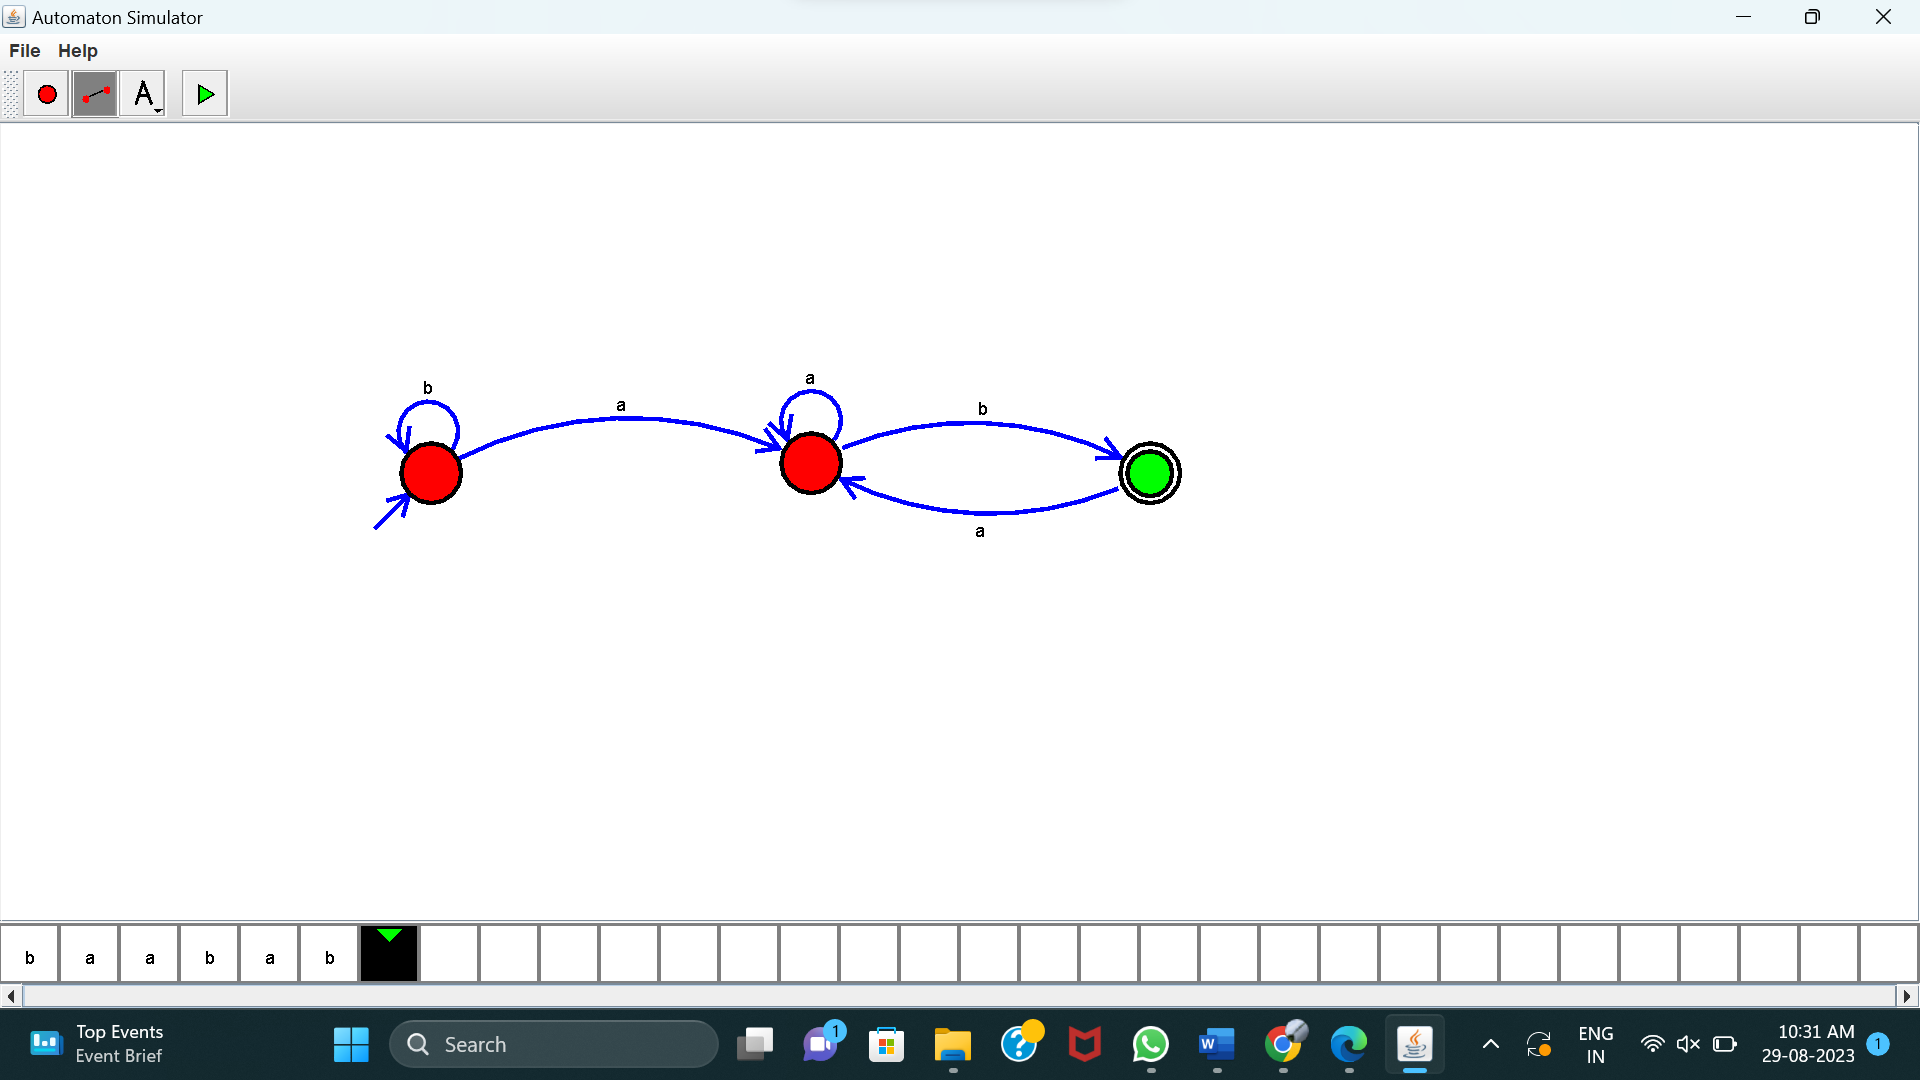 Automaton Simulator
File Help
A
b
a
a
b
a
b a a b a b
Top Events
Event Brief
Search
1
?
W
ENG
IN
10:31 AM
29-08-2023
1